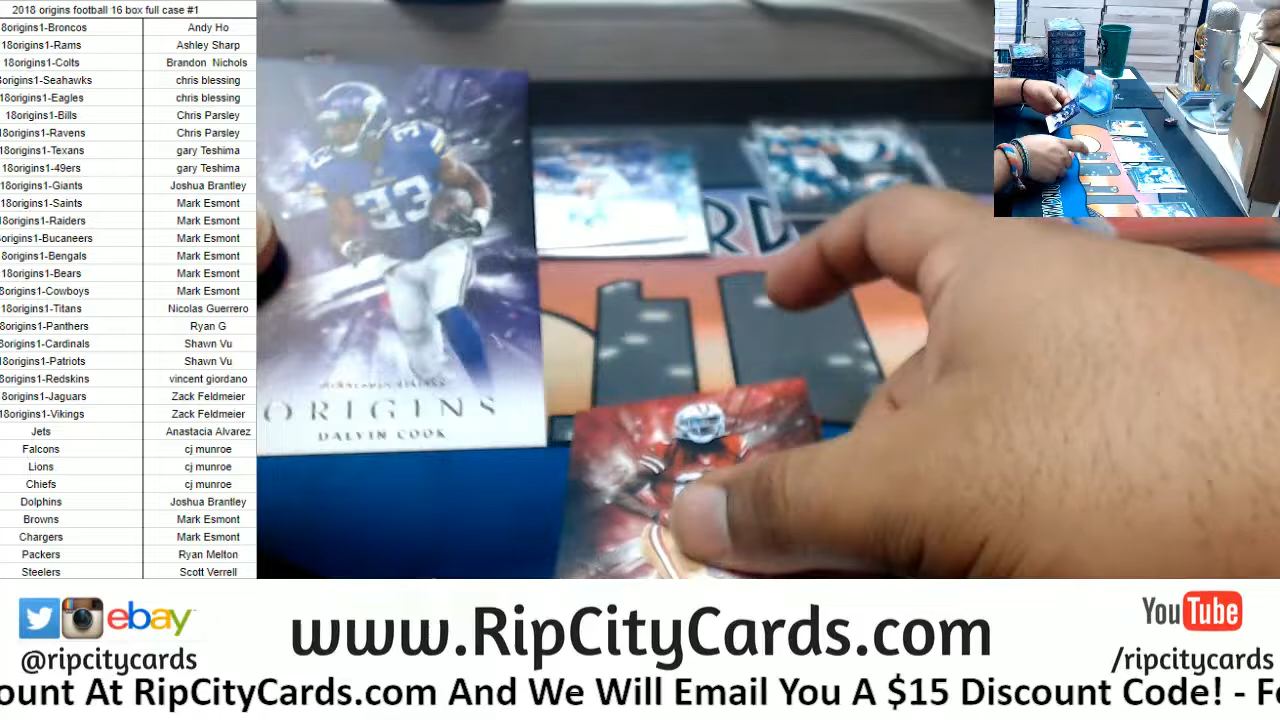 2018 origins football 16 box full case #1
8origins1-Broncos Andy Ho
18origins1-Rams Ashley Sharp
18origins1-Colts Brandon Nichols
origins1-Seahawks chris blessing
8origins1-Eagles chris blessing
18origins1-Bills Chris Parsley
8origins1-Ravens Chris Parsley
18origins1-Texans gary Teshima
18origins1-49ers gary Teshima
18origins1-Giants Joshua Brantley
18origins1-Saints Mark Esmont
18origins1-Raiders Mark Esmont
origins1-Bucaneers Mark Esmont
8origins1-Bengals Mark Esmont
18origins1-Bears Mark Esmont
8origins1-Cowboys Mark Esmont
18origins1-Titans Nicolas Guerrero
8origins1-Panthers Ryan G
8origins1-Cardinals Shawn Vu
18origins1-Patriots Shawn Vu
8origins1-Redskins vincent giordano
8origins1-Jaguars Zack Feldmeier
18origins1-Vikings Zack Feldmeier
Jets Anastacia Alvarez
Falcons cj munroe
Lions cj munroe
Chiefs cj munroe
Dolphins Joshua Brantley
Browns Mark Esmont
Chargers Mark Esmont
Packers Ryan Melton
Steelers Scott Verrell
33
MINNESOTA VIKINGS
ORIGINS
DALVIN COOK
ebay
@ripcitycards
www.RipCityCards.com
YouTube
/ripcitycards
ount At RipCityCards.com And We Will Email You A $15 Discount Code! - Fo